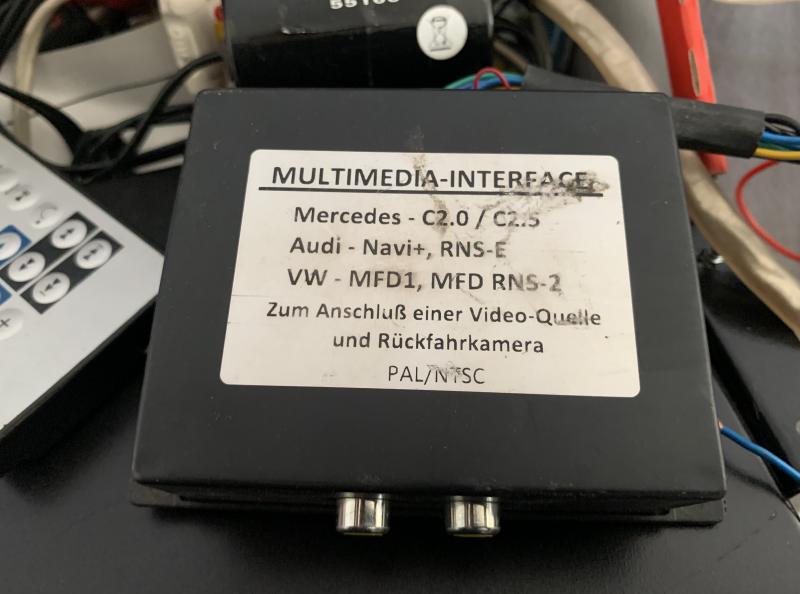 MULTIMEDIA-INTERFACE
Mercedes - C2.0 / C2.5
Audi - Navi+, RNS-E
VW - MFD1, MFD RNS-2
Zum Anschluß einer Video-Quelle
und Rückfahrkamera
PAL/NTSC